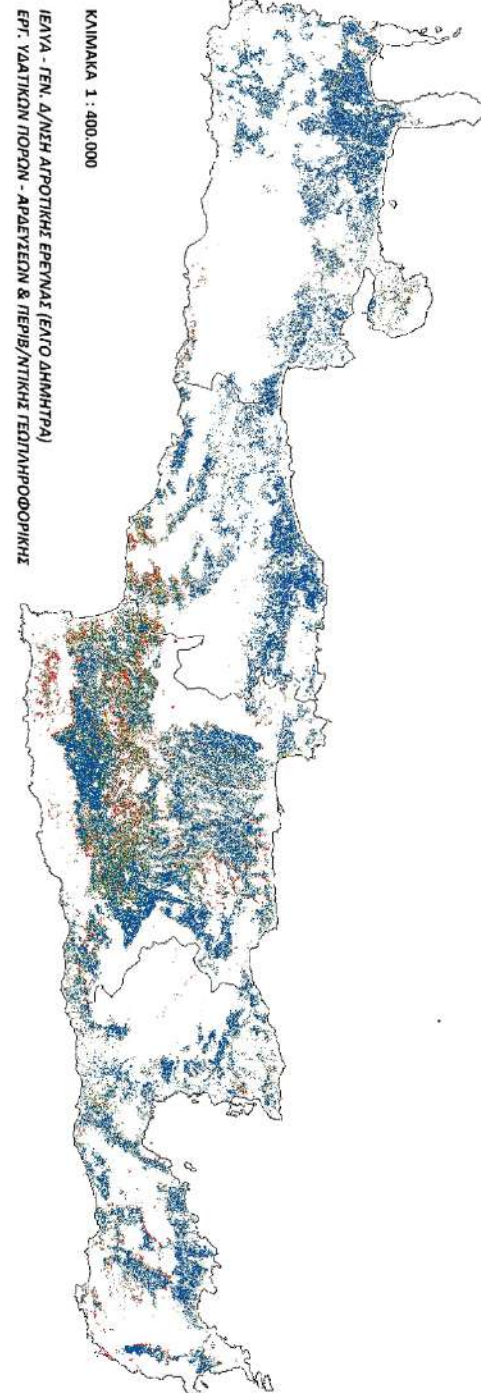 ΚΛΙΜΑΚΑ 1 : 400.000
ΙΕΛΥΑ - ΓΕΝ. Δ/ΝΣΗ ΑΓΡΟΤΙΚΗΣ ΕΡΕΥΝΑΣ (ΕΛΓΟ ΔΗΜΗΤΡΑ)
ΕΡΓ. ΥΔΑΤΙΚΩΝ ΠΟΡΩΝ - ΑΡΔΕΥΣΕΩΝ & ΠΕΡΙΒ/ΝΤΙΚΗΣ ΓΕΩΠΛΗΡΟΦΟΡΙΚΗΣ